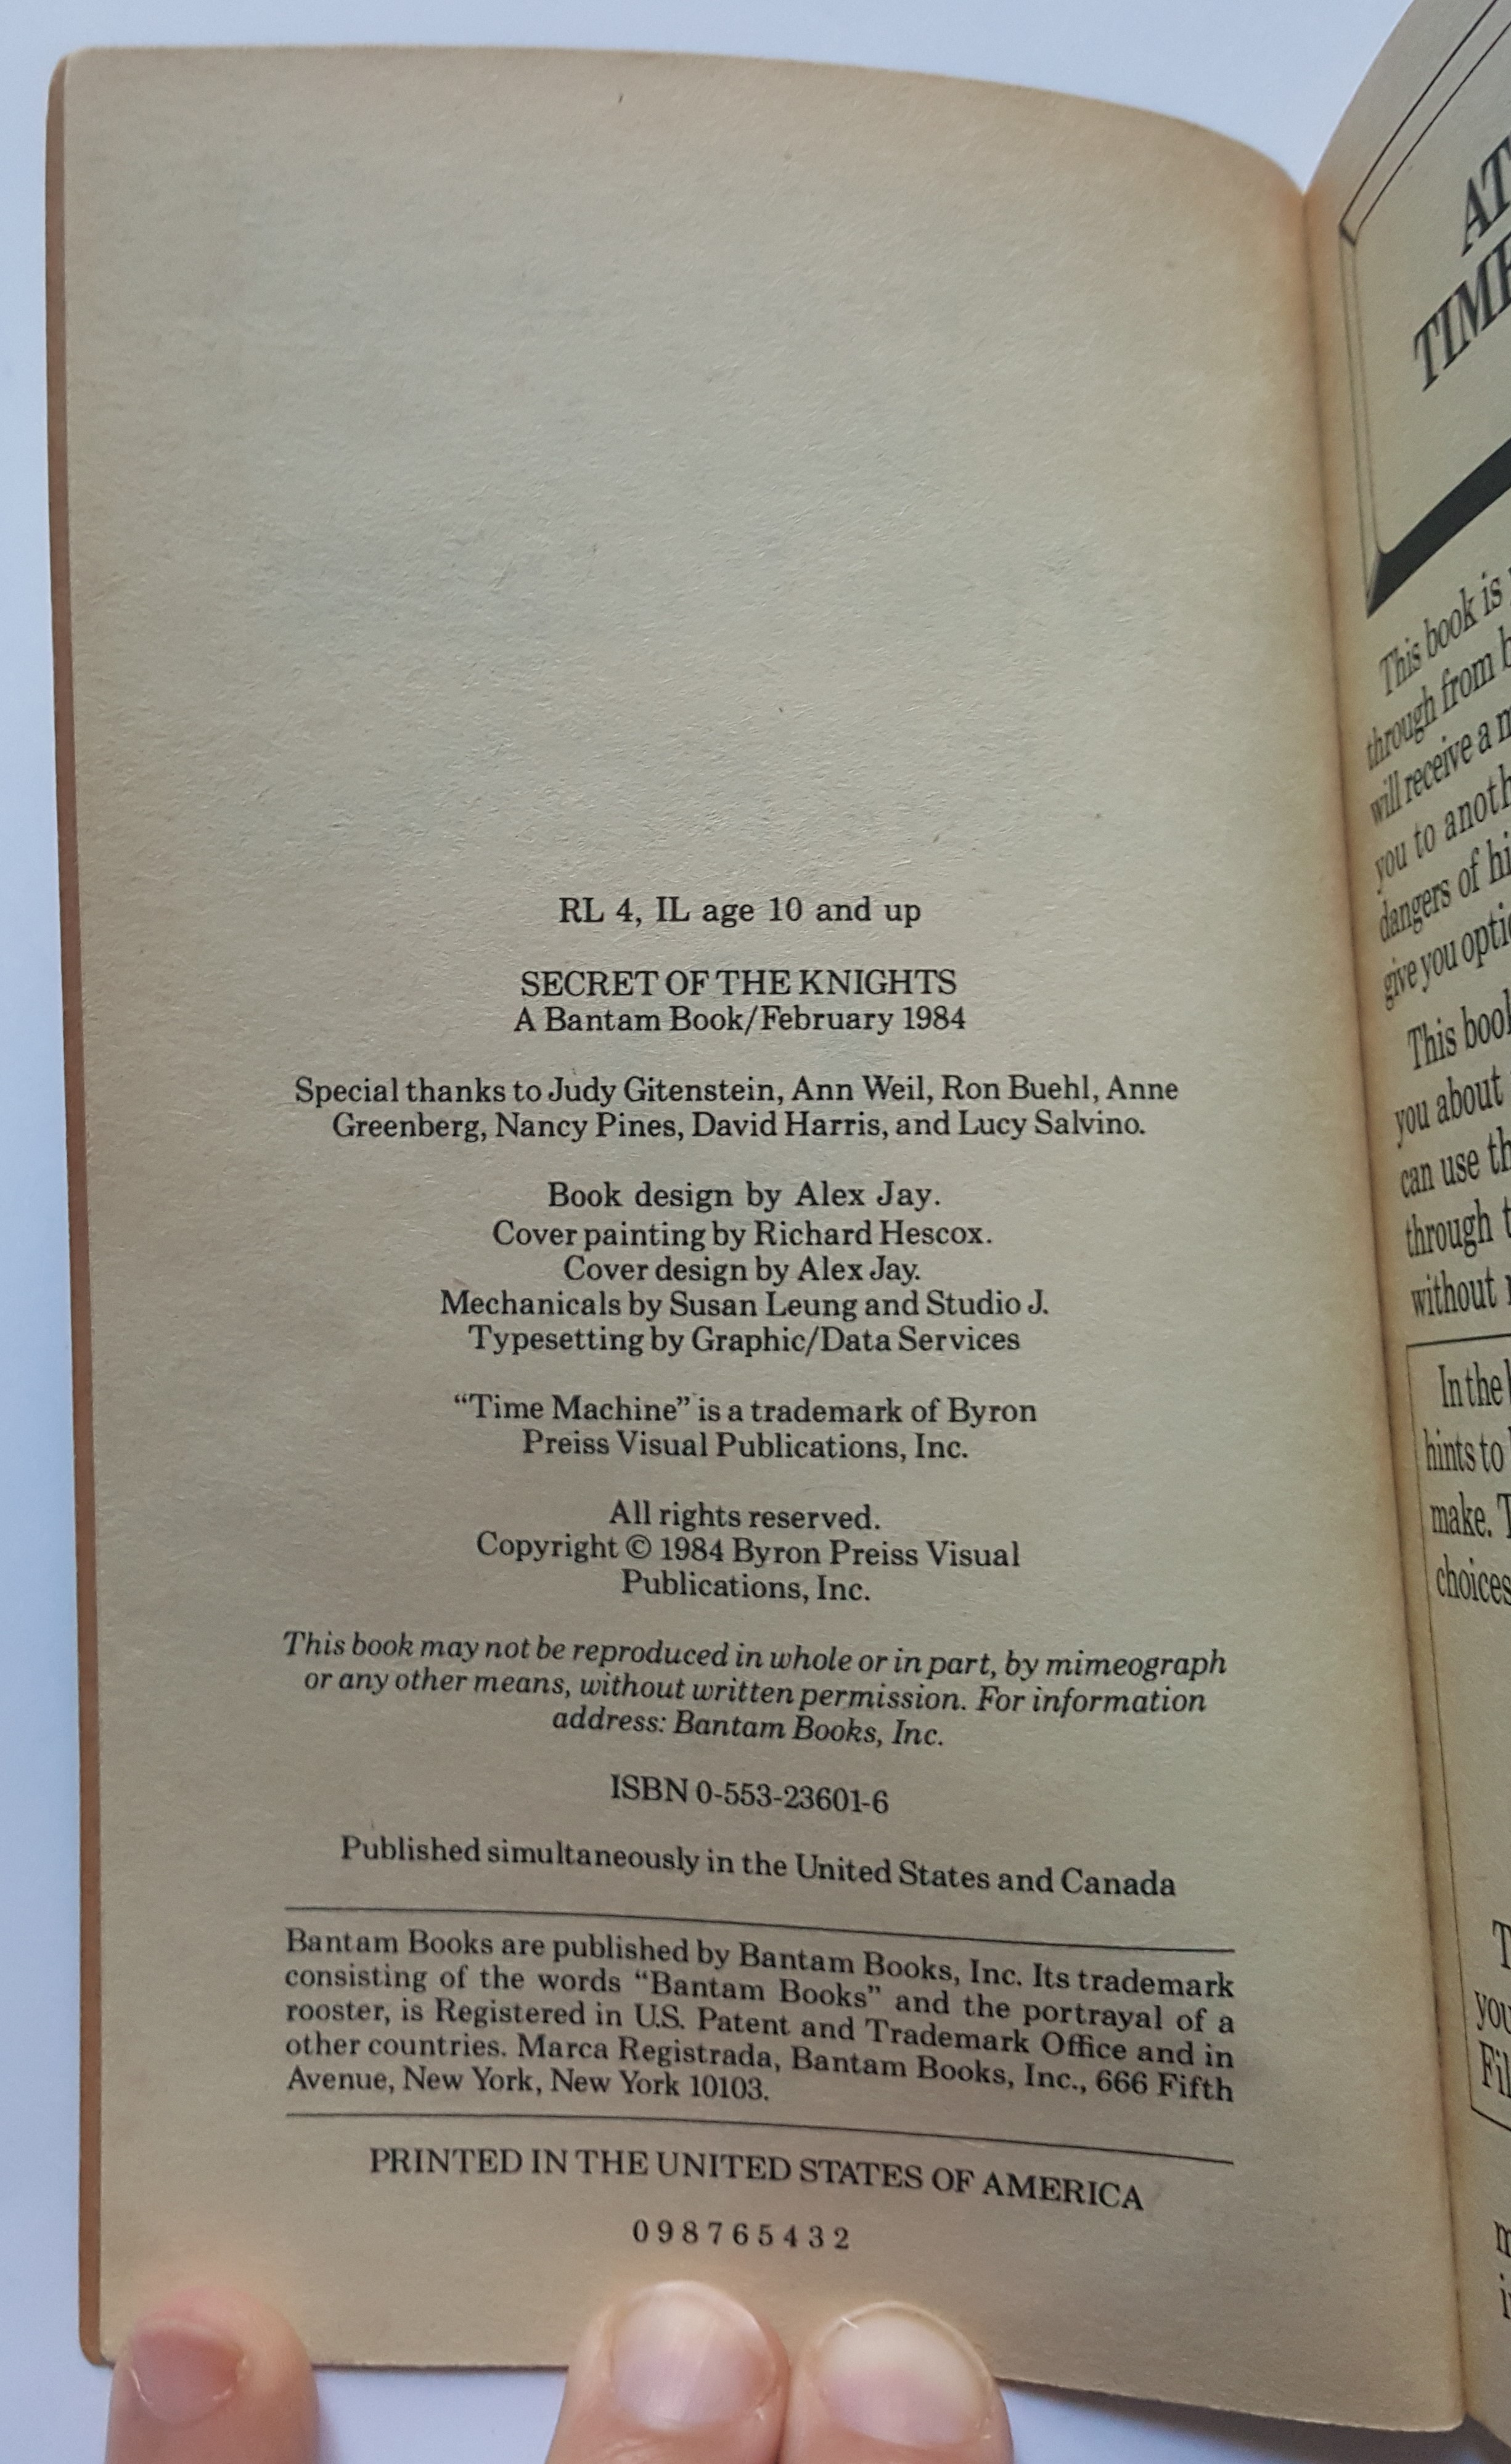 RL 4, IL age 10 and up
SECRET OF THE KNIGHTS
A Bantam Book/February 1984
Special thanks to Judy Gitenstein, Ann Weil, Ron Buehl, Anne
Greenberg, Nancy Pines, David Harris, and Lucy Salvino.
Book design by Alex Jay.
Cover painting by Richard Hescox.
Cover design by Alex Jay.
Mechanicals by Susan Leung and Studio J.
Typesetting by Graphic/Data Services
“Time Machine” is a trademark of Byron
Preiss Visual Publications, Inc.
All rights reserved.
Copyright © 1984 Byron Preiss Visual
Publications, Inc.
This book may not be reproduced in whole or in part, by mimeograph
or any other means, without written permission. For information
address: Bantam Books, Inc.
ISBN 0-553-23601-6
Published simultaneously in the United States and Canada
Bantam Books are published by Bantam Books, Inc. Its trademark
consisting of the words “Bantam Books” and the portrayal of a
rooster, is Registered in U.S. Patent and Trademark Office and in
other countries. Marca Registrada, Bantam Books, Inc., 666 Fifth
Avenue, New York, New York 10103.
PRINTED IN THE UNITED STATES OF AMERICA
0 9 8 7 6 5 4 3 2
This book is
through from
will receive a
you to
dangers of
give you
This
you about
can use
through
without
In the
hints to
make.
choices